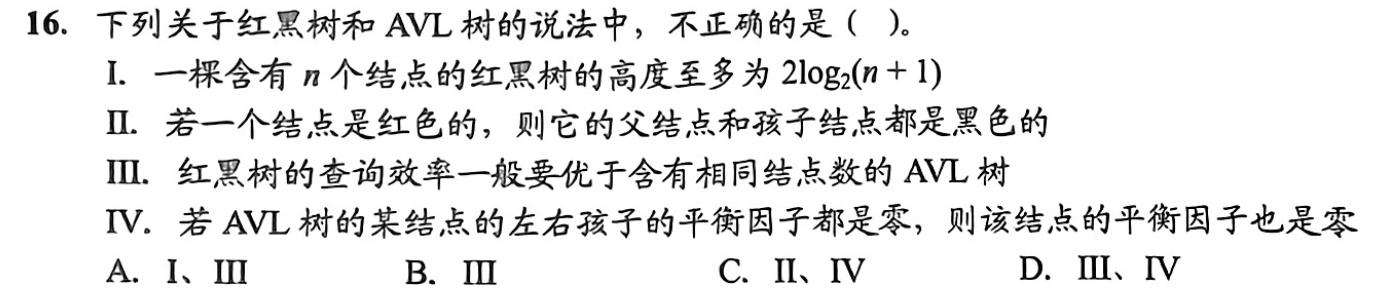 16. 下列关于红黑树和 AVL 树的说法中，不正确的是（ ）。
I. 一棵含有 n 个结点的红黑树的高度至多为 2log₂(n + 1)
II. 若一个结点是红色的，则它的父结点和孩子结点都是黑色的
III. 红黑树的查询效率一般要优于含有相同结点数的 AVL 树
IV. 若 AVL 树的某结点的左右孩子的平衡因子都是零，则该结点的平衡因子也是零
A. I、III B. III C. II、IV D. III、IV